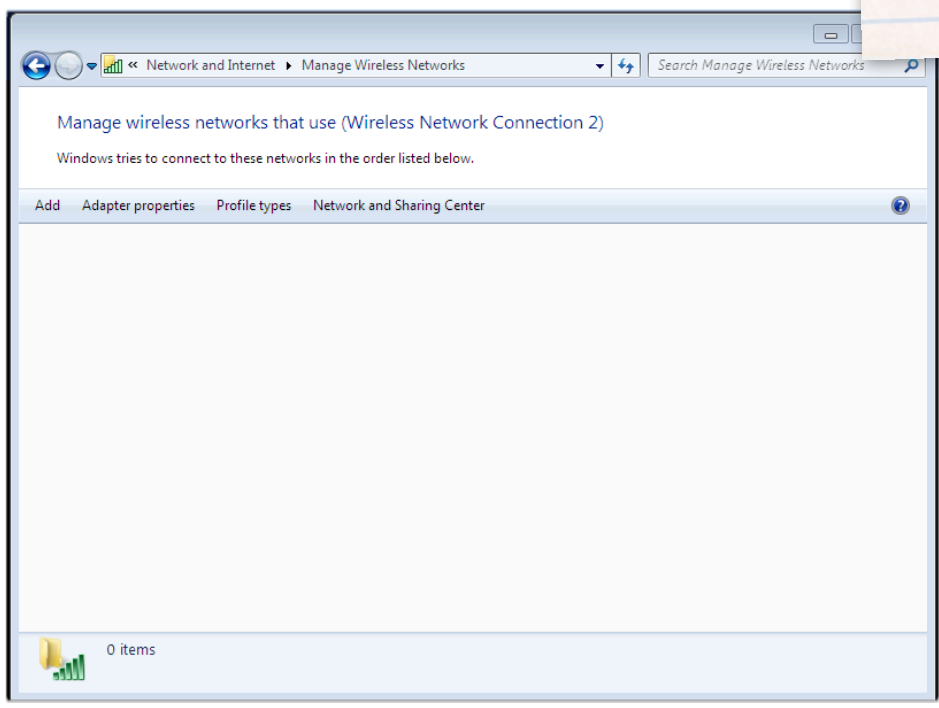 « Network and Internet ▸ Manage Wireless Networks
Search Manage Wireless Networks
Manage wireless networks that use (Wireless Network Connection 2)
Windows tries to connect to these networks in the order listed below.
Add Adapter properties Profile types Network and Sharing Center
0 items